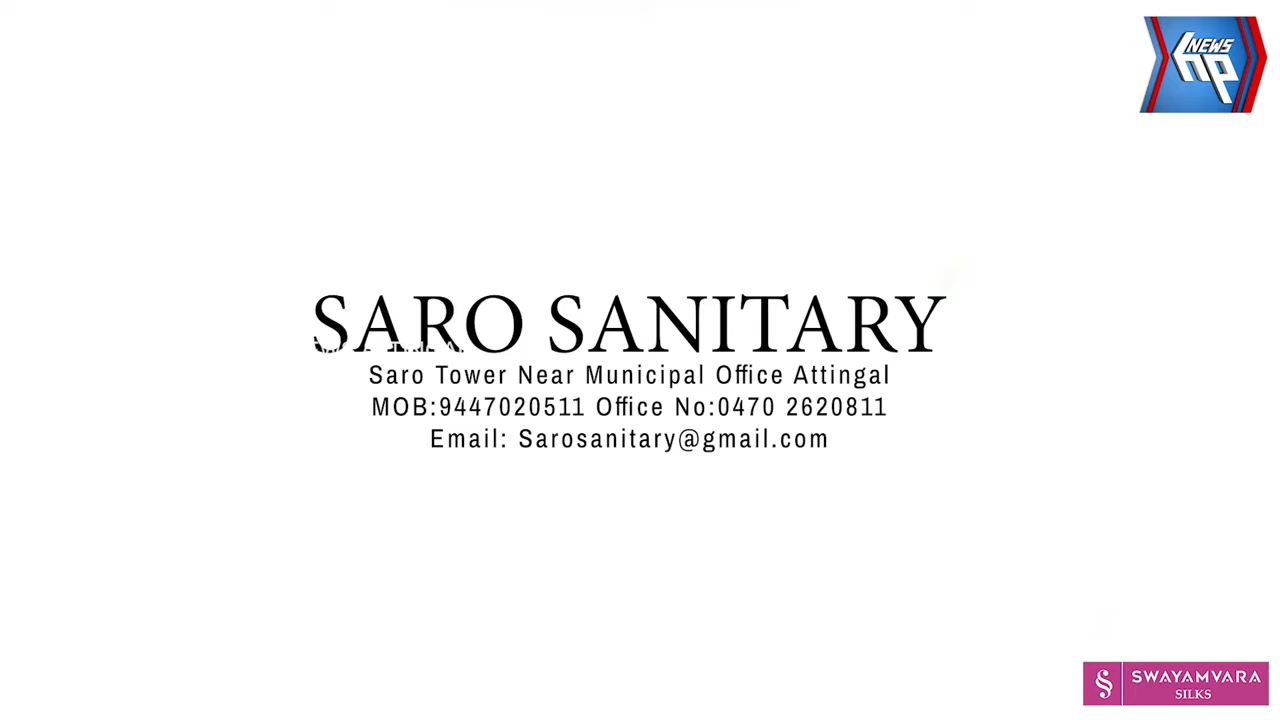 NEWS
hp
SARO SANITARY
Saro Tower Near Municipal Office Attingal
MOB:9447020511 Office No:0470 2620811
Email: Sarosanitary@gmail.com
SWAYAMVARA
SILKS